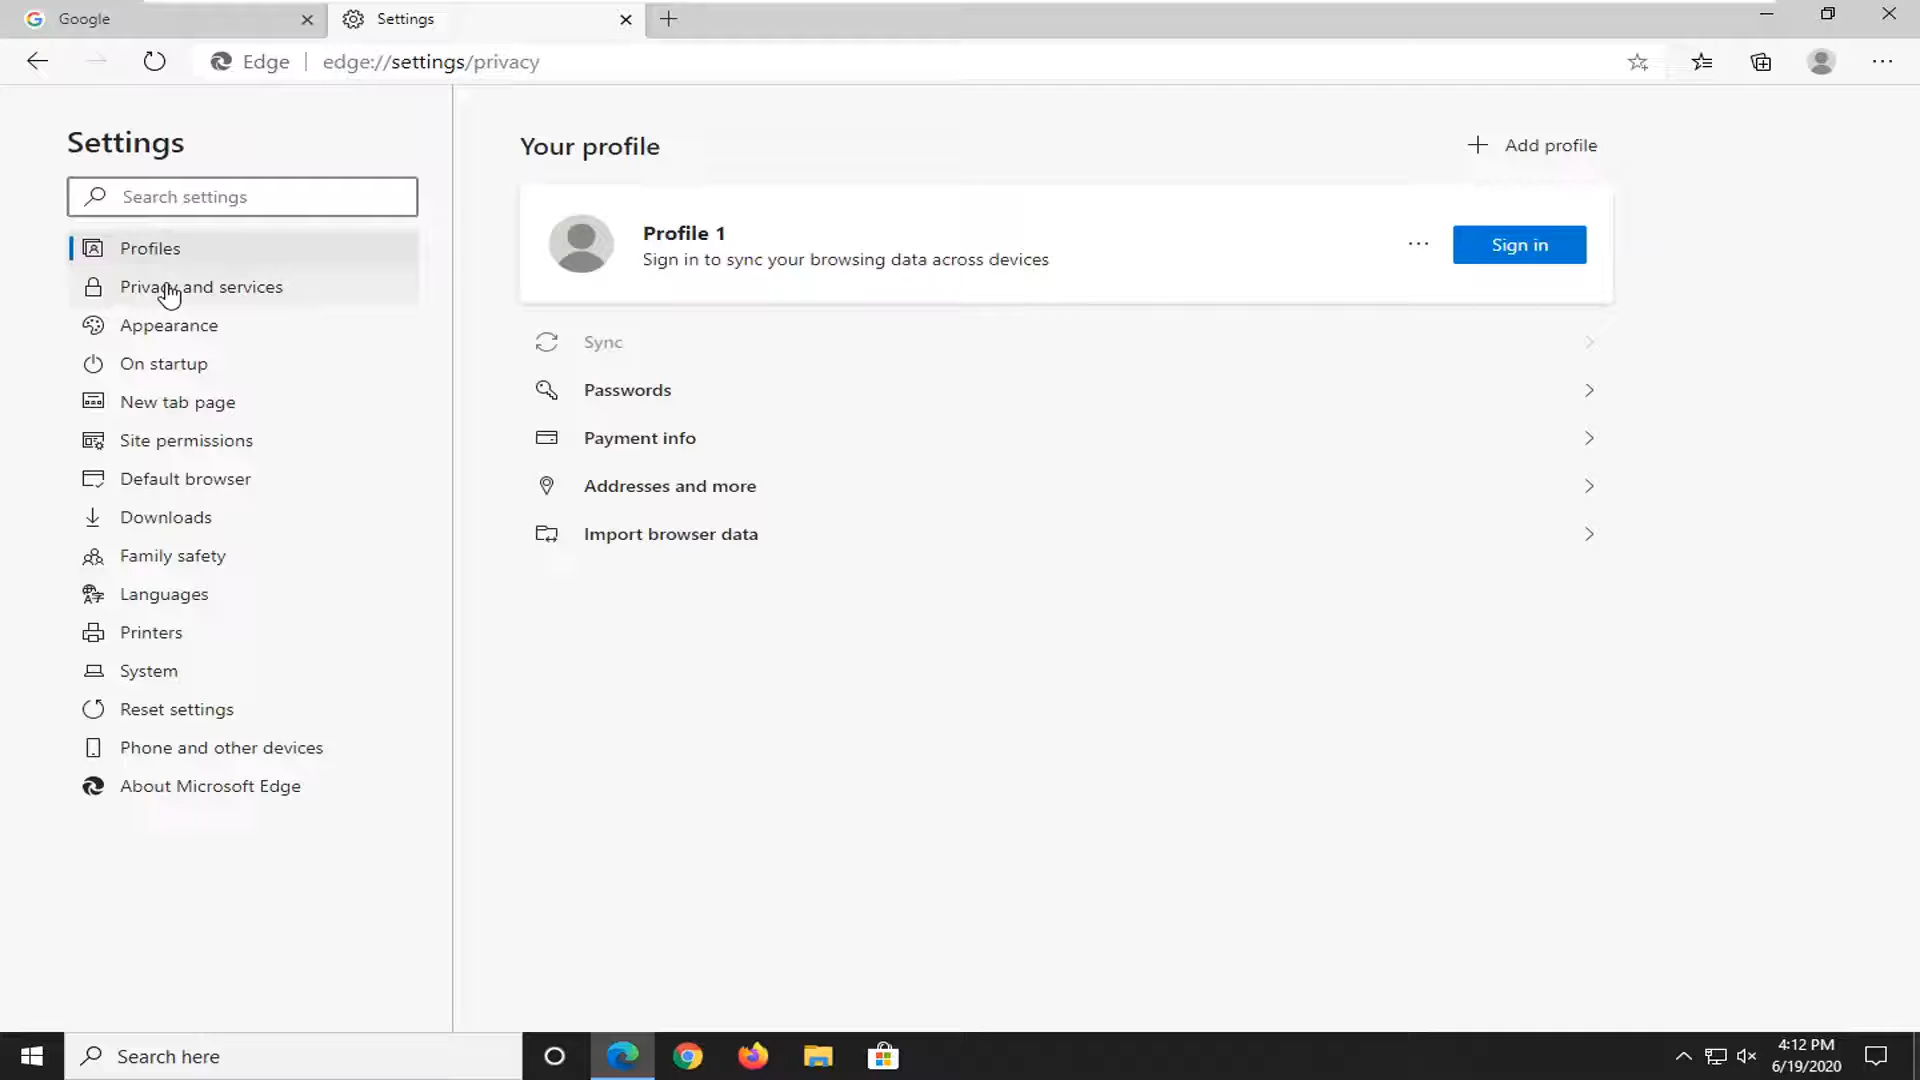 Google
Settings
Edge
edge://settings/privacy
Settings
Search settings
Profiles
Privacy and services
Appearance
On startup
New tab page
Site permissions
Default browser
Downloads
Family safety
Languages
Printers
System
Reset settings
Phone and other devices
About Microsoft Edge
Your profile
Add profile
Profile 1
Sign in to sync your browsing data across devices
Sign in
Sync
Passwords
Payment info
Addresses and more
Import browser data
Search here
4:12 PM
6/19/2020